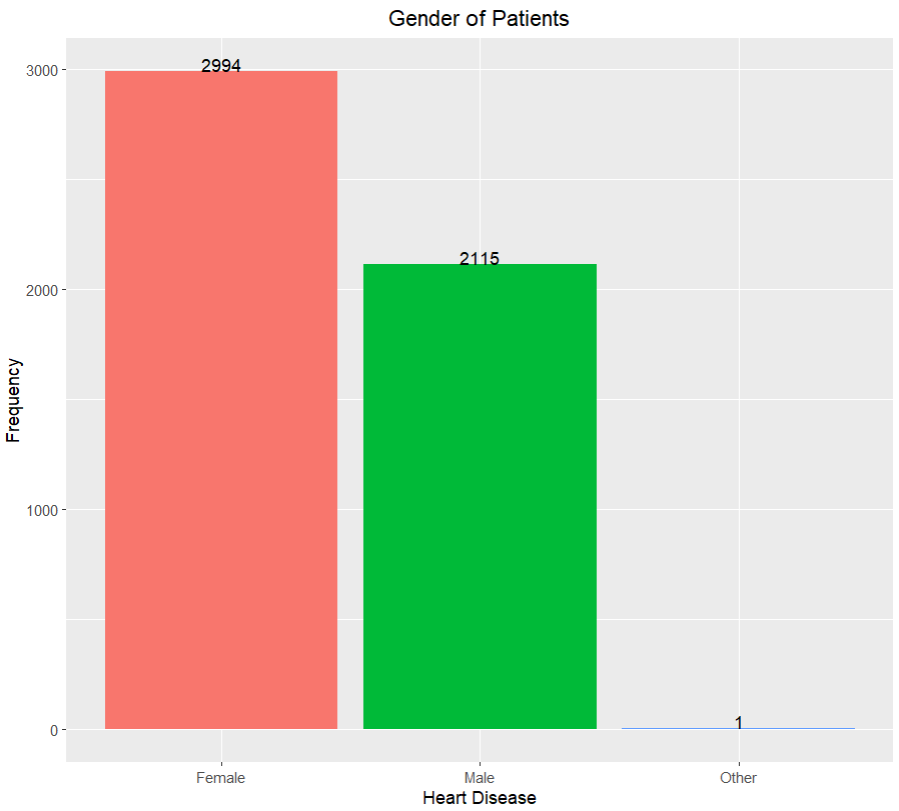 Gender of Patients
3000
2000
1000
0
Frequency
2994
2115
1
Female
Male
Other
Heart Disease